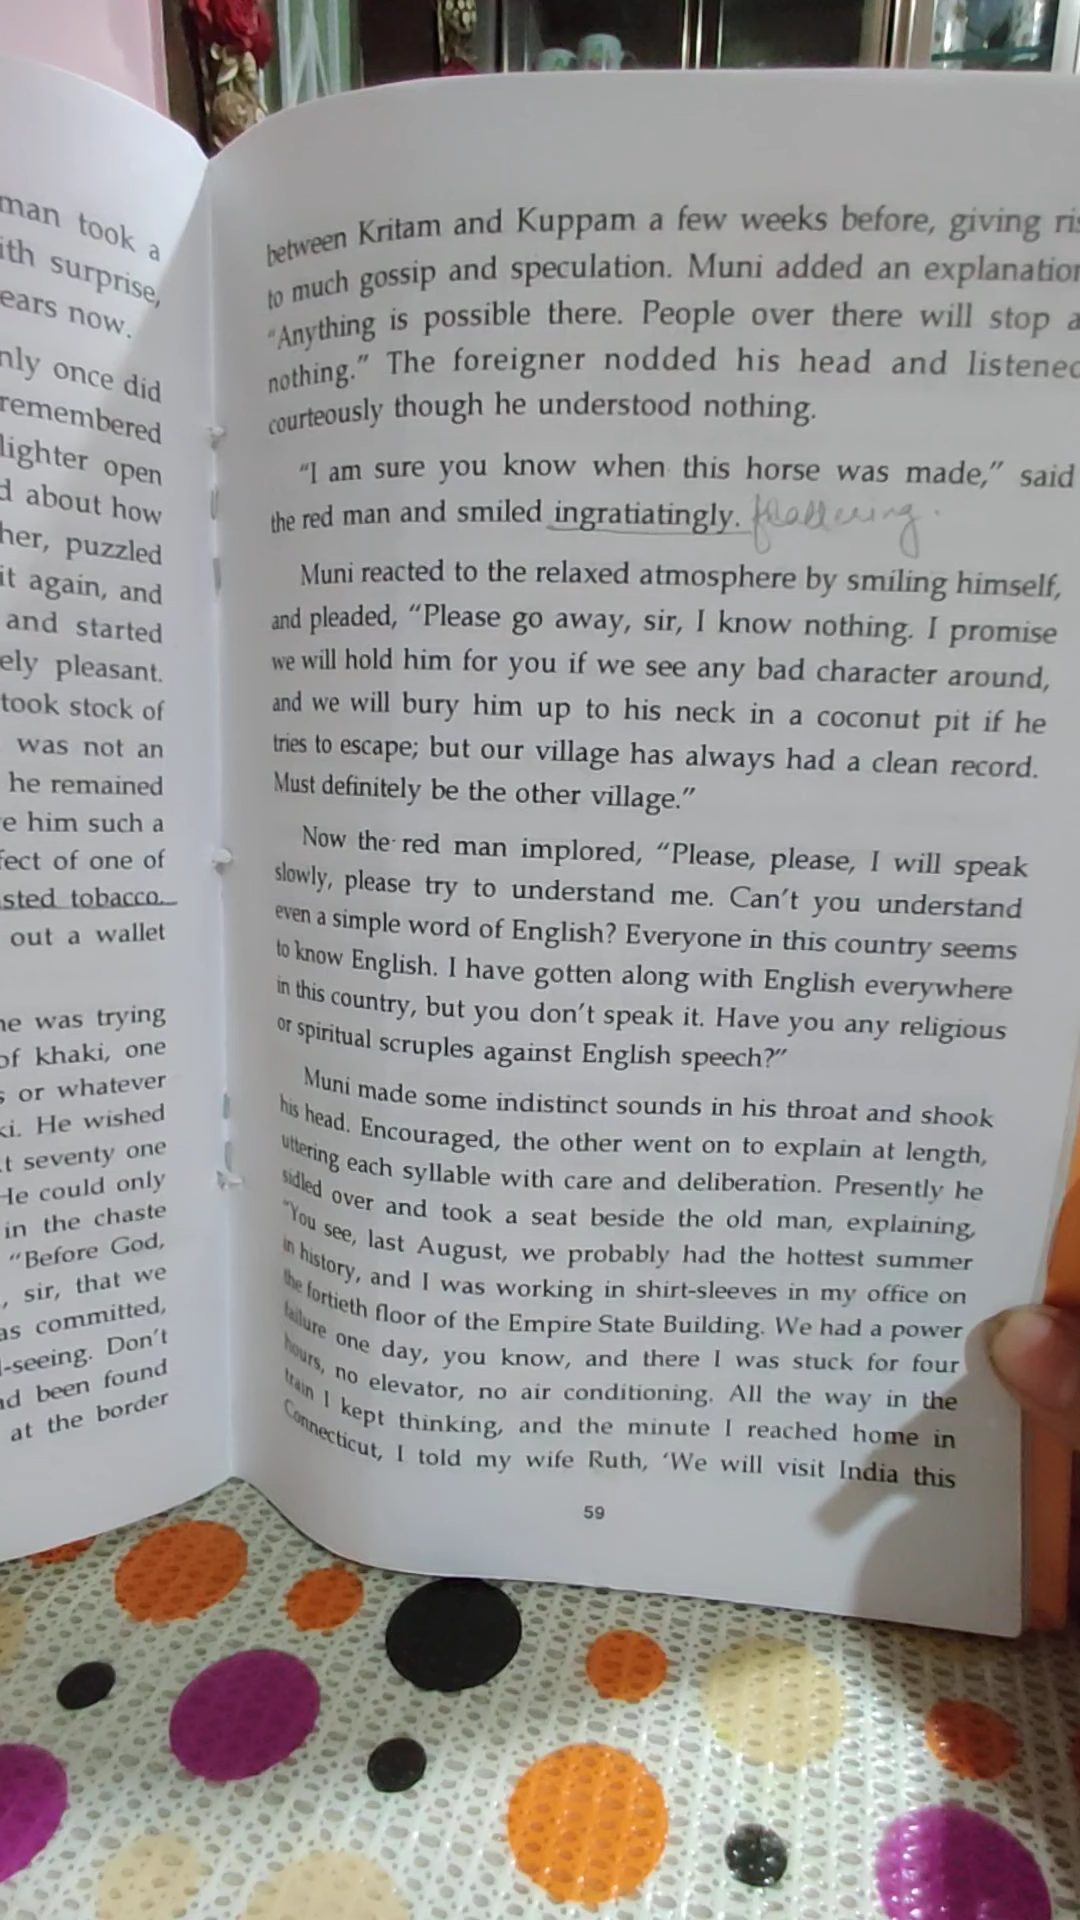 man took a
ith surprise,
ears now.
nly once did
remembered
lighter open
d about how
her, puzzled
it again, and
and started
ely pleasant.
took stock of
was not an
he remained
e him such a
fect of one of
sted tobacco.
out a wallet
he was trying
of khaki, one
s or whatever
ki. He wished
t seventy one
He could only
in the chaste
"Before God,
, sir, that we
as committed,
l-seeing. Don't
ad been found
at the border
between Kritam and Kuppam a few weeks before, giving ris
to much gossip and speculation. Muni added an explanation
"Anything is possible there. People over there will stop a
nothing." The foreigner nodded his head and listened
courteously though he understood nothing.
"I am sure you know when this horse was made," said
the red man and smiled ingratiatingly. flattering.
Muni reacted to the relaxed atmosphere by smiling himself,
and pleaded, "Please go away, sir, I know nothing. I promise
we will hold him for you if we see any bad character around,
and we will bury him up to his neck in a coconut pit if he
tries to escape; but our village has always had a clean record.
Must definitely be the other village."
Now the red man implored, "Please, please, I will speak
slowly, please try to understand me. Can't you understand
even a simple word of English? Everyone in this country seems
to know English. I have gotten along with English everywhere
in this country, but you don't speak it. Have you any religious
or spiritual scruples against English speech?"
Muni made some indistinct sounds in his throat and shook
his head. Encouraged, the other went on to explain at length,
uttering each syllable with care and deliberation. Presently he
sidled over and took a seat beside the old man, explaining,
"You see, last August, we probably had the hottest summer
in history, and I was working in shirt-sleeves in my office on
the fortieth floor of the Empire State Building. We had a power
failure one day, you know, and there I was stuck for four
hours, no elevator, no air conditioning. All the way in the
train I kept thinking, and the minute I reached home in
Connecticut, I told my wife Ruth, 'We will visit India this
59